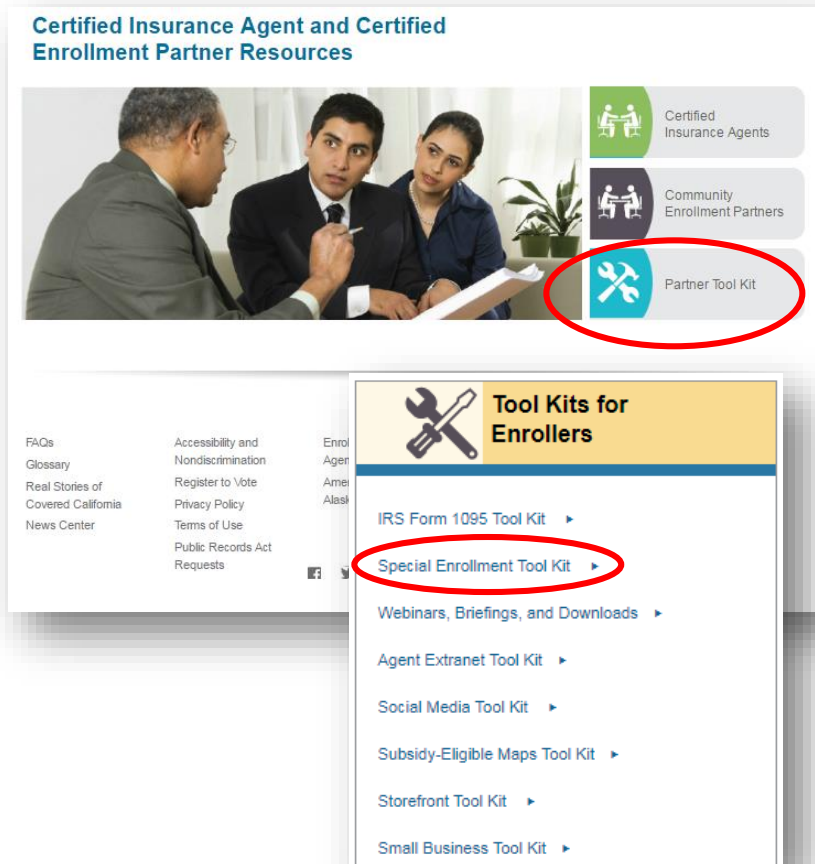 Certified Insurance Agent and Certified
Enrollment Partner Resources
Certified
Insurance Agents
Community
Enrollment Partners
Partner Tool Kit
FAQs
Glossary
Real Stories of
Covered California
News Center
Accessibility and
Nondiscrimination
Register to Vote
Privacy Policy
Terms of Use
Public Records Act
Requests
Tool Kits for
Enrollers
IRS Form 1095 Tool Kit
Special Enrollment Tool Kit
Webinars, Briefings, and Downloads
Agent Extranet Tool Kit
Social Media Tool Kit
Subsidy-Eligible Maps Tool Kit
Storefront Tool Kit
Small Business Tool Kit